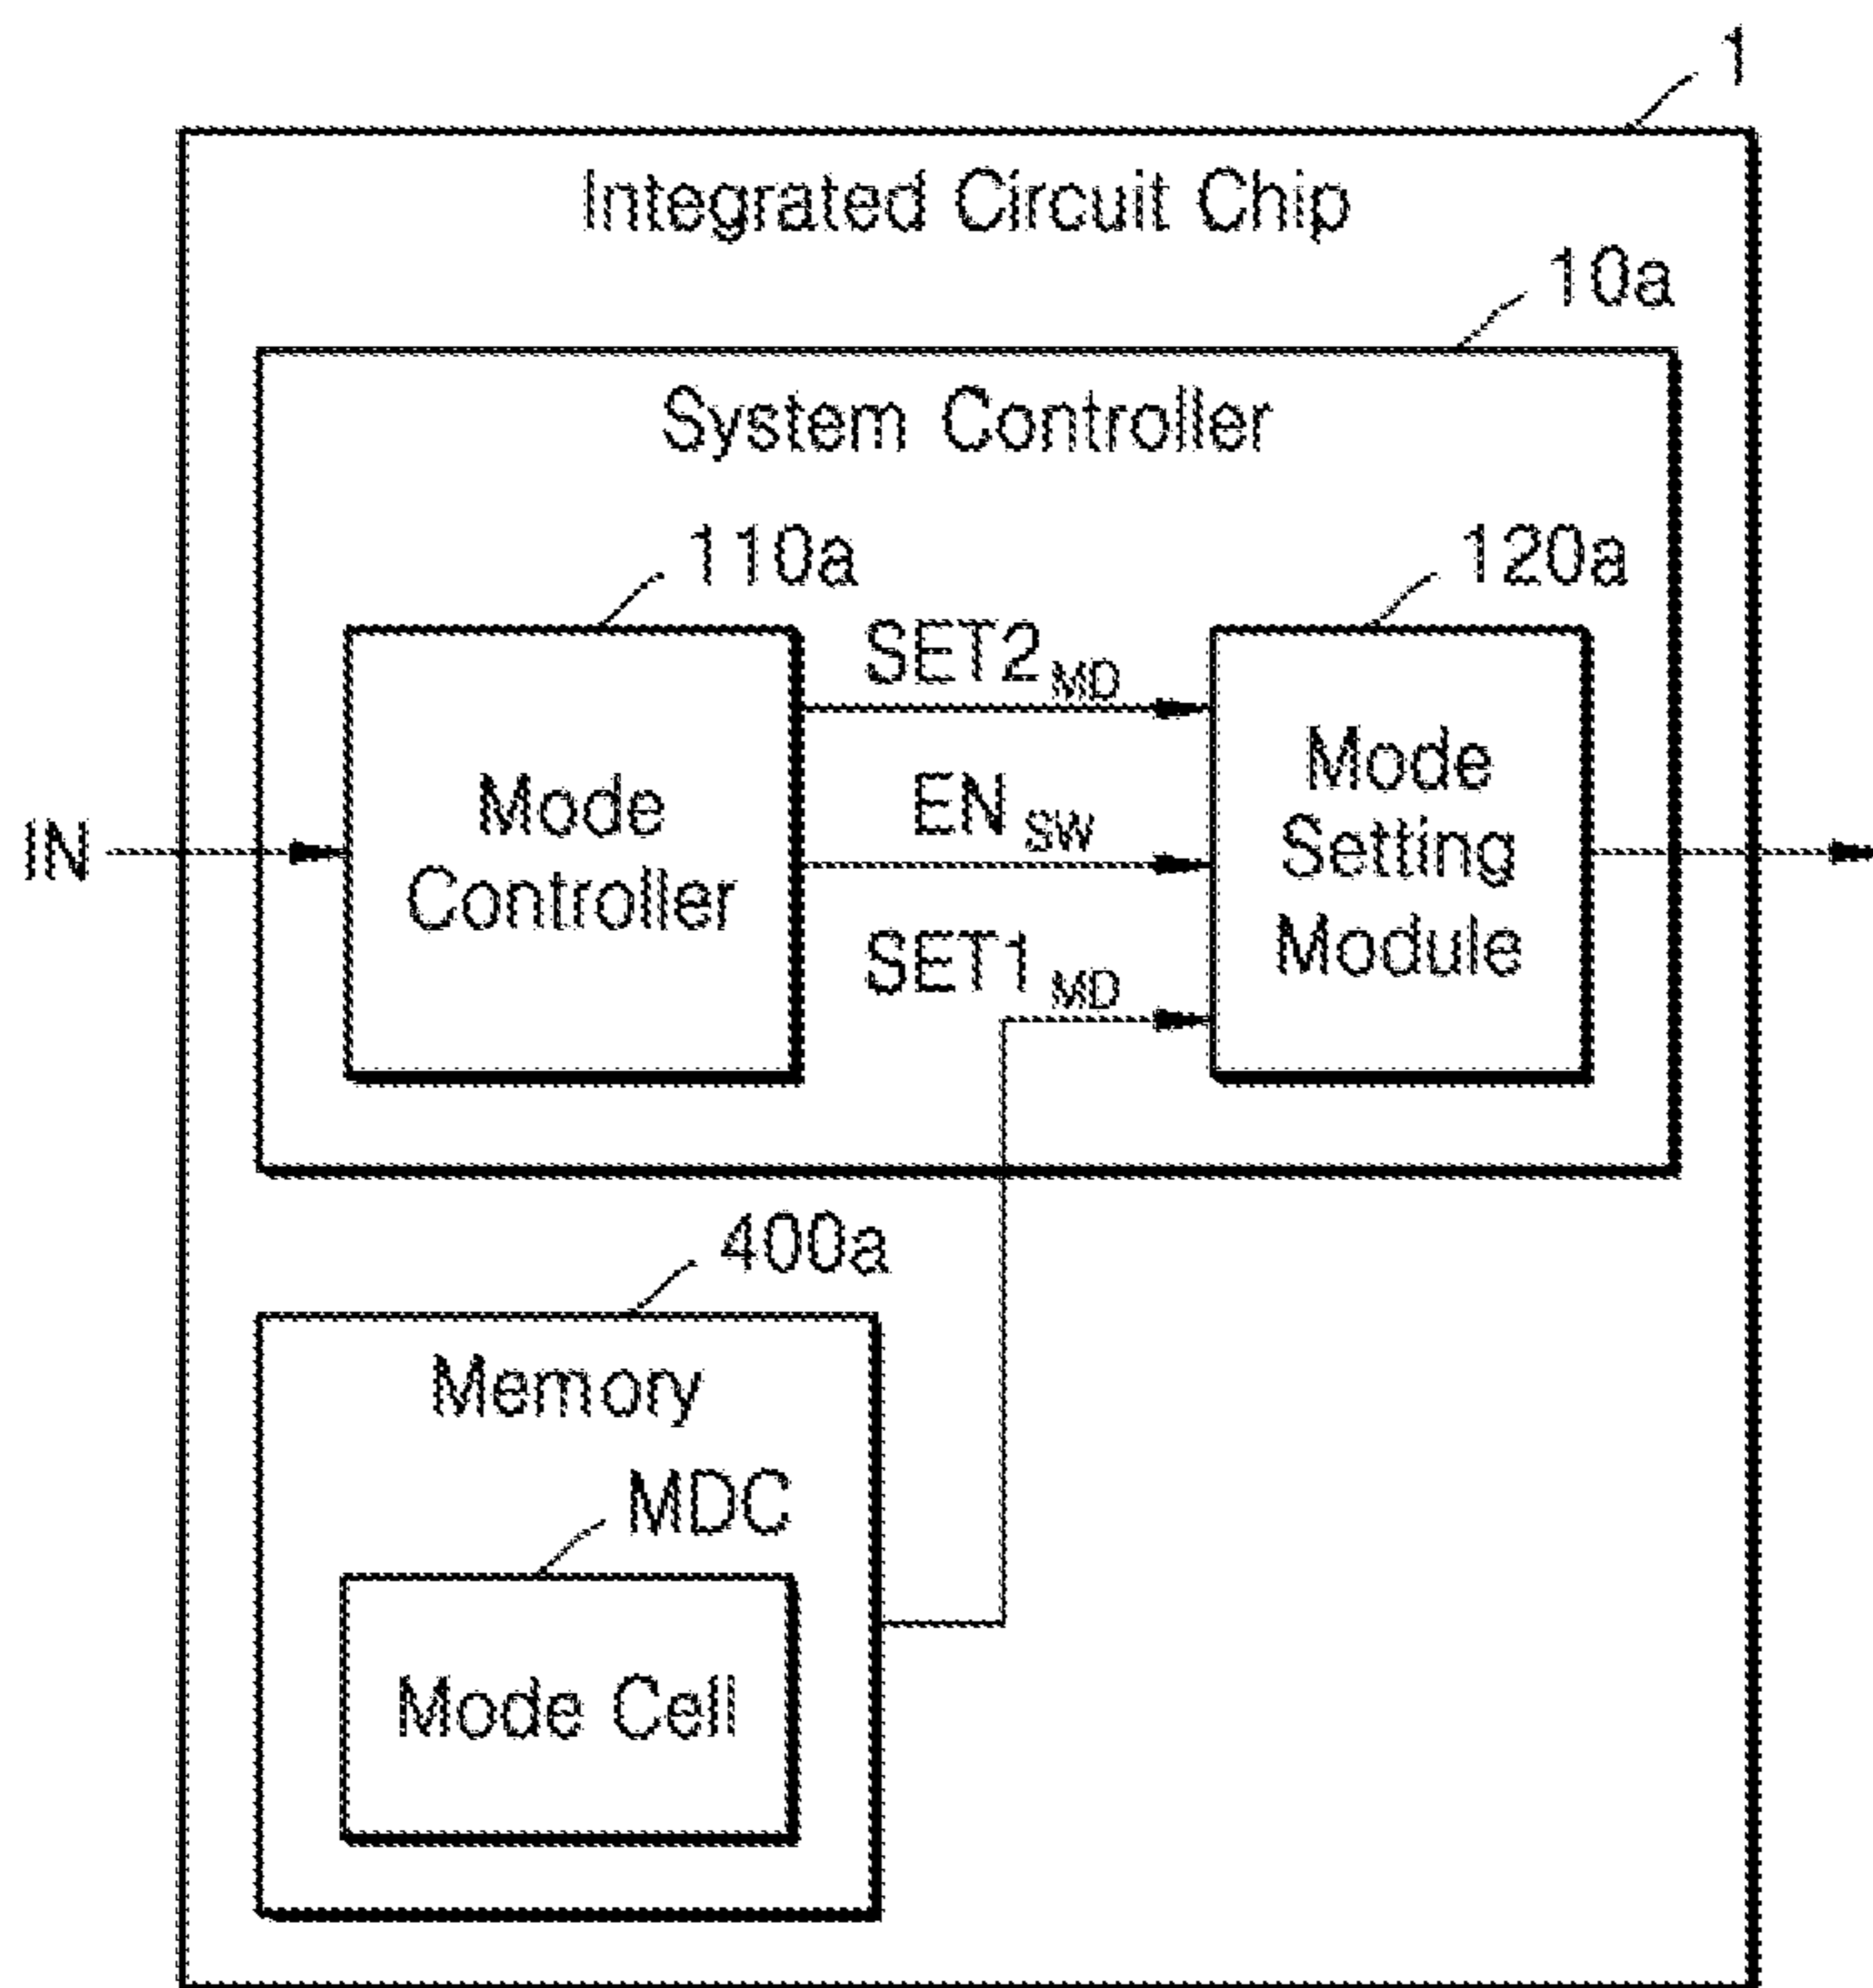 1
Integrated Circuit Chip
10a
System Controller
110a
120a
SET2MD
Mode
Controller
ENSW
Mode
Setting
Module
IN
SET1MD
400a
Memory
MDC
Mode Cell